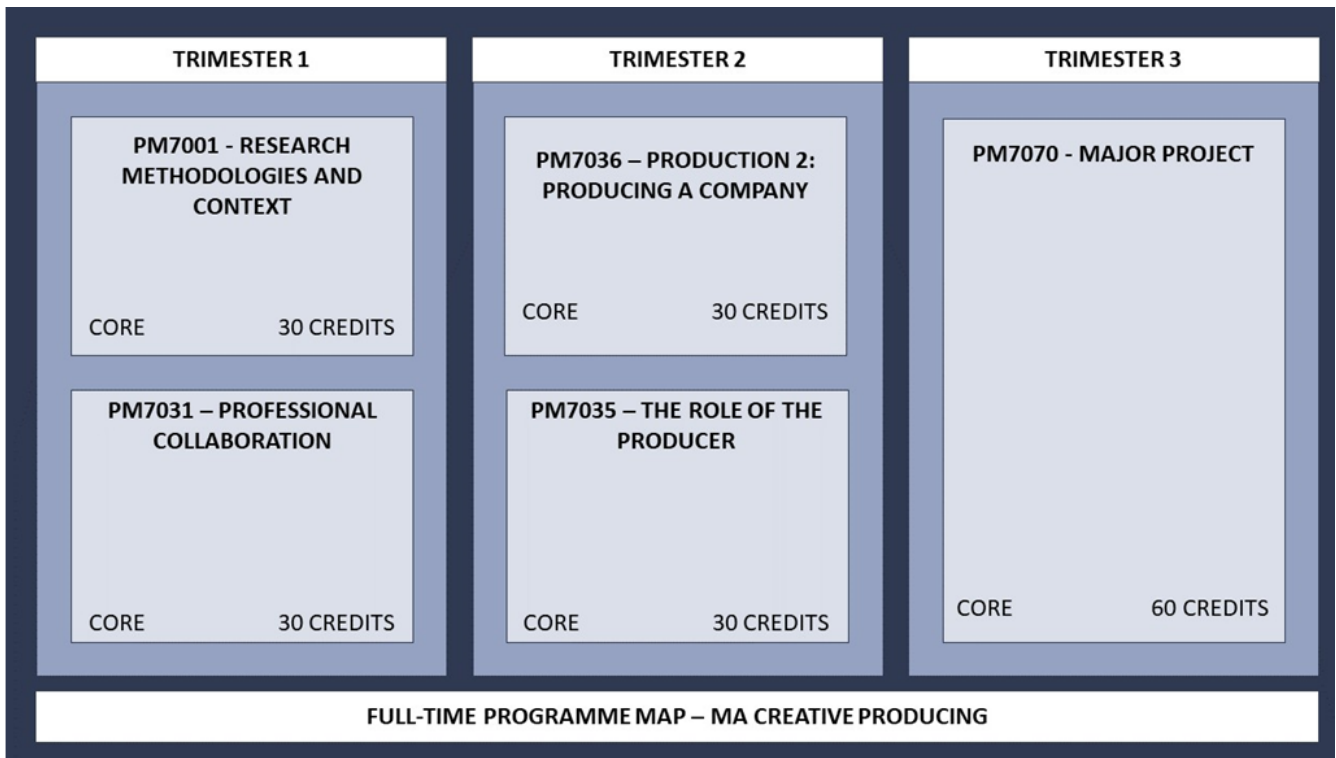 TRIMESTER 1
PM7001 - RESEARCH
METHODOLOGIES AND
CONTEXT
CORE 30 CREDITS
PM7031 – PROFESSIONAL
COLLABORATION
CORE 30 CREDITS
TRIMESTER 2
PM7036 – PRODUCTION 2:
PRODUCING A COMPANY
CORE 30 CREDITS
PM7035 – THE ROLE OF THE
PRODUCER
CORE 30 CREDITS
TRIMESTER 3
PM7070 - MAJOR PROJECT
CORE 60 CREDITS
FULL-TIME PROGRAMME MAP – MA CREATIVE PRODUCING